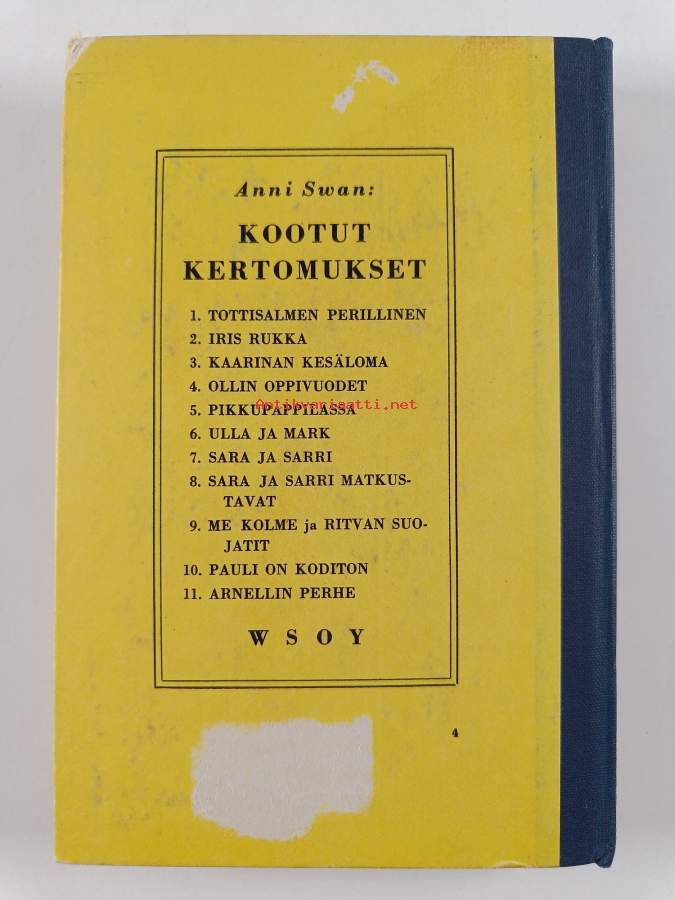 Anni Swan:
KOOTUT
KERTOMUKSET
1. TOTTISALMEN PERILLINEN
2. IRIS RUKKA
3. KAARINAN KESÄLOMA
4. OLLIN OPPIVUODET
5. PIKKUPAPPILASSA
Antikvariaatti.net
6. ULLA JA MARK
7. SARA JA SARRI
8. SARA JA SARRI MATKUS-
TAVAT
9. ME KOLME ja RITVAN SUO-
JATIT
10. PAULI ON KODITON
11. ARNELLIN PERHE
WSOY
4